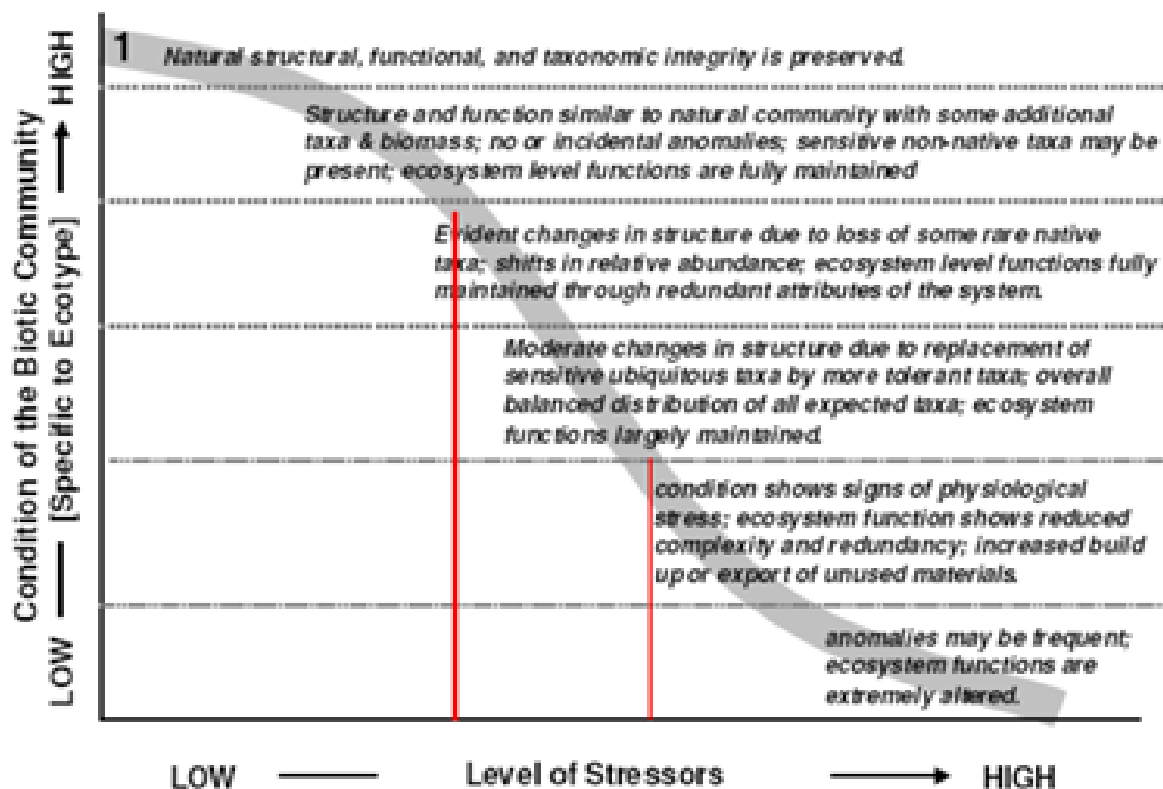 1 Natural structural, functional, and taxonomic integrity is preserved.
Structure and function similar to natural community with some additional
taxa & biomass; no or incidental anomalies; sensitive non-native taxa may be
present; ecosystem level functions are fully maintained
Evident changes in structure due to loss of some rare native
taxa; shifts in relative abundance; ecosystem level functions fully
maintained through redundant attributes of the system.
Moderate changes in structure due to replacement of
sensitive ubiquitous taxa by more tolerant taxa; overall
balanced distribution of all expected taxa; ecosystem
functions largely maintained.
condition shows signs of physiological
stress; ecosystem function shows reduced
complexity and redundancy; increased build
up or export of unused materials.
anomalies may be frequent;
ecosystem functions are
extremely altered.
Condition of the Biotic Community
LOW [Specific to Ecotype] HIGH
LOW Level of Stressors HIGH